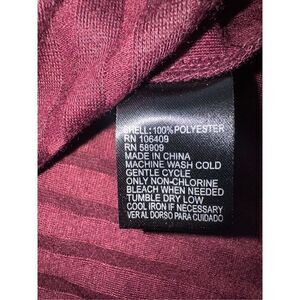 SHELL: 100% POLYESTER
RN 106409
RN 58909
MADE IN CHINA
MACHINE WASH COLD
GENTLE CYCLE
ONLY NON-CHLORINE
BLEACH WHEN NEEDED
TUMBLE DRY LOW
COOL IRON IF NECESSARY
VER AL DORSO PARA CUIDADO